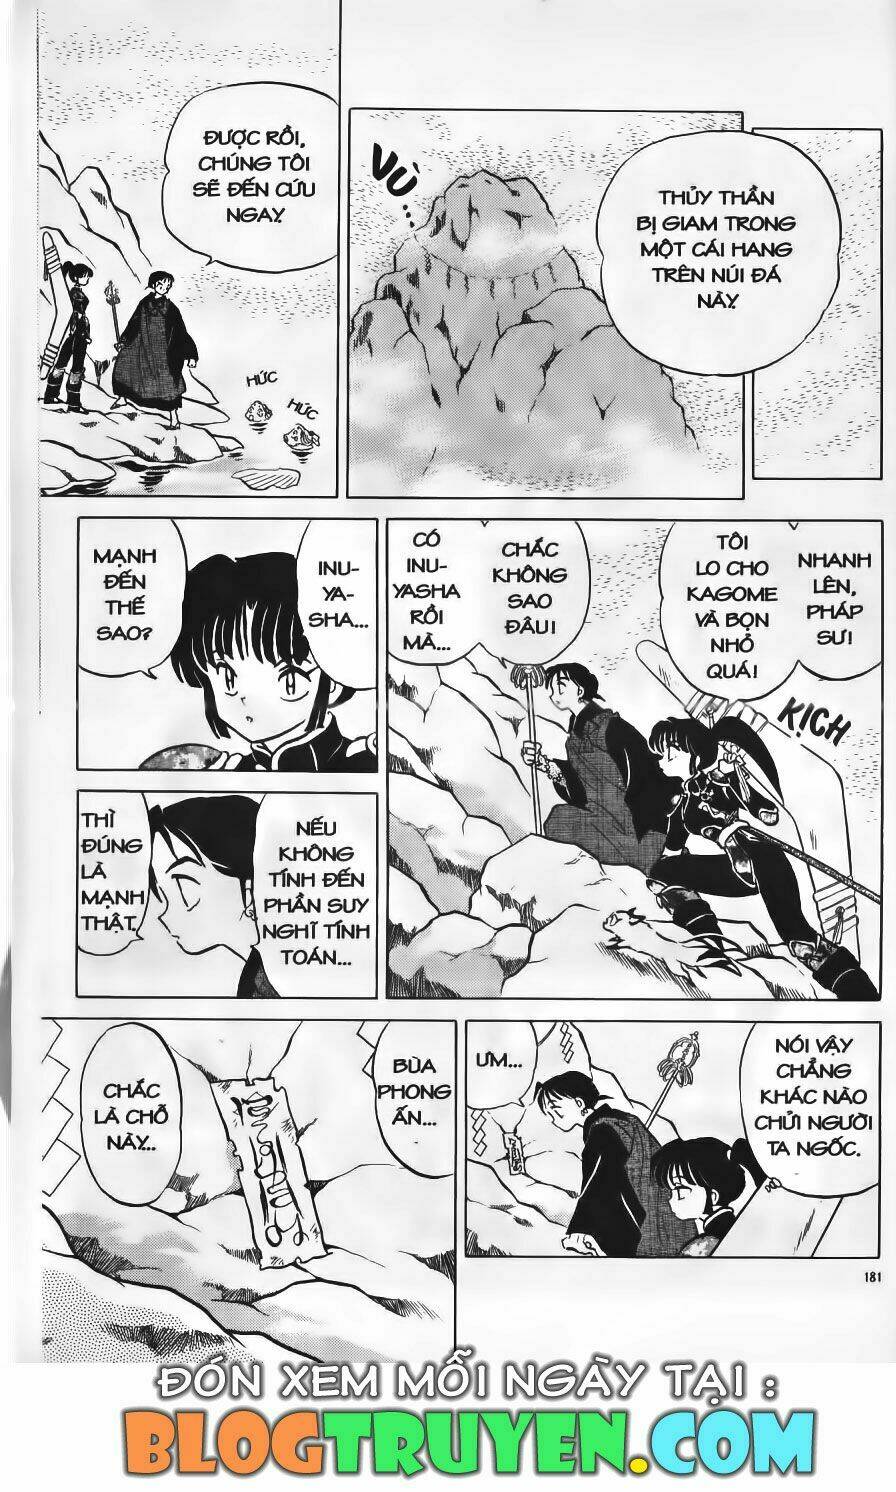 THỦY THẦN
BỊ GIAM TRONG
MỘT CÁI HANG
TRÊN NÚI ĐÁ
NÀY.
VÙ...
ĐƯỢC RỒI,
CHÚNG TÔI
SẼ ĐẾN CỨU
NGAY.
HỨC
HỨC
NHANH
LÊN,
PHÁP
SƯ!
TÔI
LO CHO
KAGOME
VÀ BỌN
NHỎ
QUÁ!
CHẮC
KHÔNG
SAO
ĐÂU!
CÓ
INU-
YASHA
RỒI
MÀ...
KỊCH
INU-
YA-
SHA...
MẠNH
ĐẾN
THẾ
SAO?
NẾU
KHÔNG
TÍNH ĐẾN
PHẦN SUY
NGHĨ TÍNH
TOÁN...
THÌ
ĐÚNG
LÀ
MẠNH
THẬT.
NÓI VẬY
CHẲNG
KHÁC NÀO
CHỬI NGƯỜI
TA NGỐC.
ƯM...
BÙA
PHONG
ẤN...
CHẮC
LÀ CHỖ
NÀY...
181
ĐÓN XEM MỖI NGÀY TẠI :
BLOGTRUYEN.COM